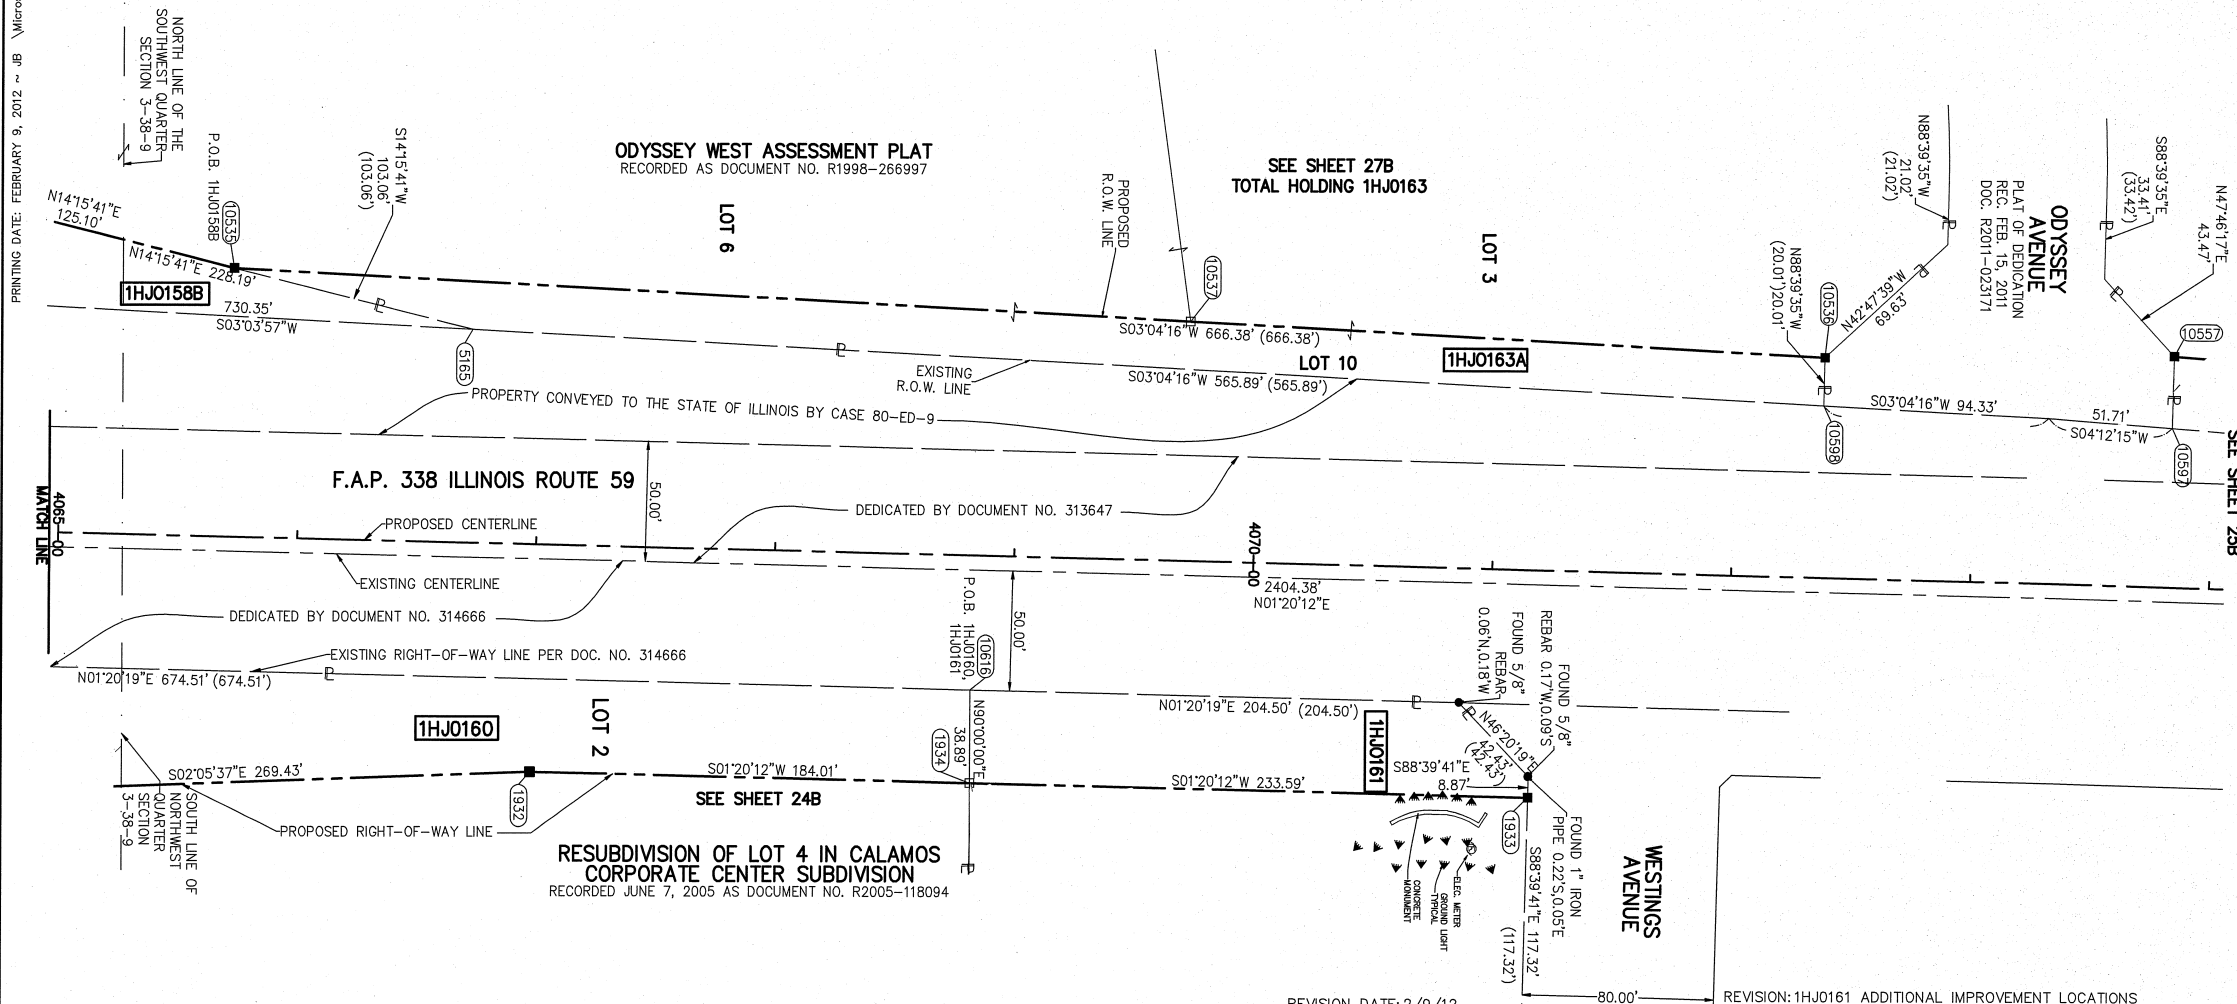 PRINTING DATE: FEBRUARY 9, 2012 ~ JB
NORTH LINE OF THE
SOUTHWEST QUARTER
SECTION 3-38-9
P.O.B. 1HJ0158B
10535
S14°15'41"W
103.06'
(103.06')
N14°15'41"E
125.10'
N14°15'41"E 228.19'
1HJ0158B
730.35'
S03°03'57"W
5165
ODYSSEY WEST ASSESSMENT PLAT
RECORDED AS DOCUMENT NO. R1998-266997
LOT 6
PROPOSED
R.O.W. LINE
SEE SHEET 27B
TOTAL HOLDING 1HJ0163
10537
LOT 3
S03°04'16"W 666.38' (666.38')
LOT 10
1HJ0163A
EXISTING
R.O.W. LINE
S03°04'16"W 565.89' (565.89')
N88°39'35"W
21.02'
(21.02')
N88°39'35"W
(20.01')20.01'
10536
N42°47'39"W
69.63'
PLAT OF DEDICATION
REC. FEB. 15, 2011
DOC. R2011-023171
ODYSSEY
AVENUE
S88°39'35"E
33.41'
(33.42')
N47°46'17"E
43.47'
10557
S03°04'16"W 94.33'
10598
51.71'
S04°12'15"W
10597
SEE SHEET 25B
PROPERTY CONVEYED TO THE STATE OF ILLINOIS BY CASE 80-ED-9
F.A.P. 338 ILLINOIS ROUTE 59
50.00'
DEDICATED BY DOCUMENT NO. 313647
MATCH LINE
4065+00
PROPOSED CENTERLINE
EXISTING CENTERLINE
4070+00
2404.38'
N01°20'12"E
DEDICATED BY DOCUMENT NO. 314666
50.00'
P.O.B. 1HJ0160,
1HJ0161
10616
EXISTING RIGHT-OF-WAY LINE PER DOC. NO. 314666
N01°20'19"E 674.51' (674.51')
LOT 2
1HJ0160
N90°00'00"E
38.89'
1934
N01°20'19"E 204.50' (204.50')
1HJ0161
FOUND 5/8"
REBAR
0.06'N,0.18'W
FOUND 5/8"
REBAR 0.17'W,0.09'S
N46°20'19"E
42.43'
(42.43')
S88°39'41"E
8.87'
S02°05'37"E 269.43'
1932
S01°20'12"W 184.01'
SEE SHEET 24B
S01°20'12"W 233.59'
1933
FOUND 1" IRON
PIPE 0.22'S,0.05'E
S88°39'41"E 117.32'
(117.32')
WESTINGS
AVENUE
SOUTH LINE OF
NORTHWEST
QUARTER
SECTION
3-38-9
PROPOSED RIGHT-OF-WAY LINE
RESUBDIVISION OF LOT 4 IN CALAMOS
CORPORATE CENTER SUBDIVISION
RECORDED JUNE 7, 2005 AS DOCUMENT NO. R2005-118094
ELEC. METER
GROUND LIGHT
TYPICAL
CONCRETE
MONUMENT
80.00'
REVISION DATE: 2/9/12
REVISION: 1HJ0161 ADDITIONAL IMPROVEMENT LOCATIONS